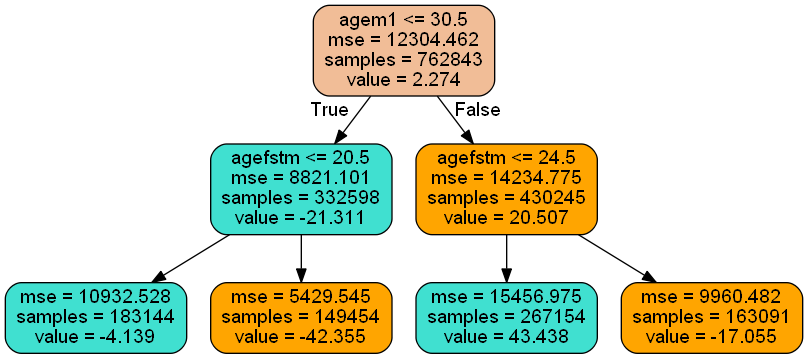 agem1 <= 30.5
mse = 12304.462
samples = 762843
value = 2.274
True
False
agefstm <= 20.5
mse = 8821.101
samples = 332598
value = -21.311
agefstm <= 24.5
mse = 14234.775
samples = 430245
value = 20.507
mse = 10932.528
samples = 183144
value = -4.139
mse = 5429.545
samples = 149454
value = -42.355
mse = 15456.975
samples = 267154
value = 43.438
mse = 9960.482
samples = 163091
value = -17.055